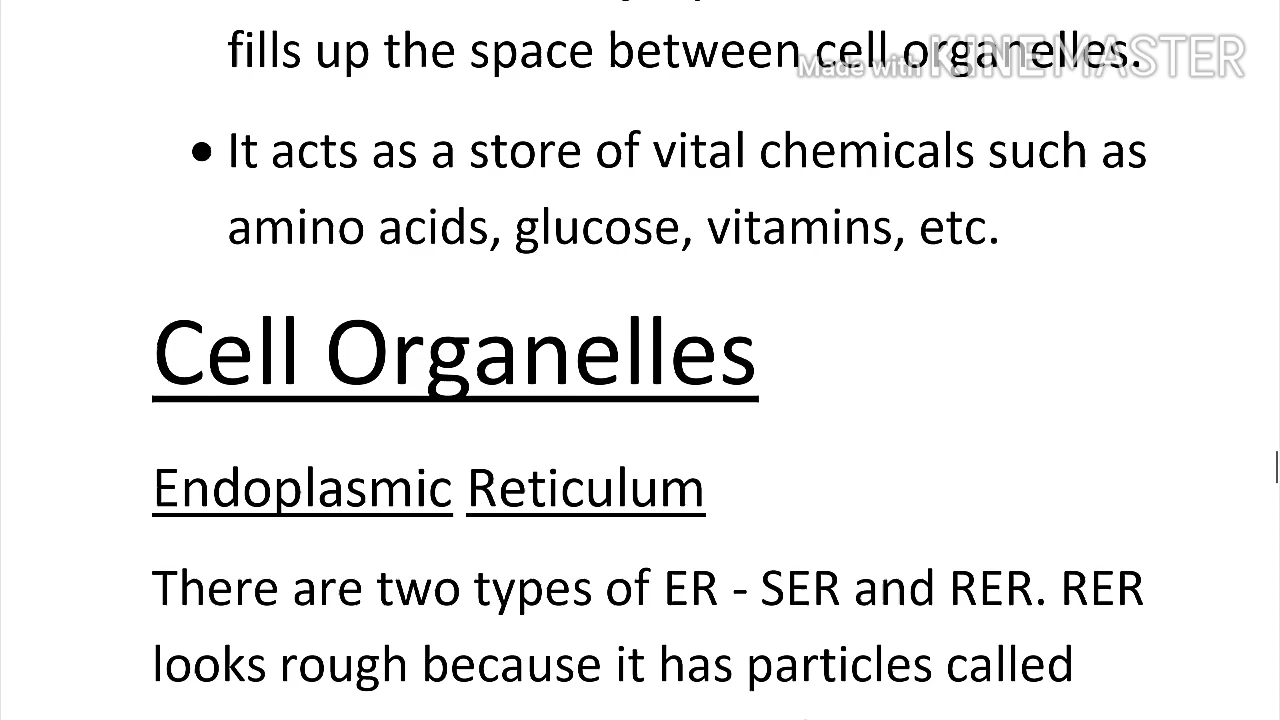 fills up the space between cell organelles.
Made with KINEMASTER
• It acts as a store of vital chemicals such as
amino acids, glucose, vitamins, etc.
Cell Organelles
Endoplasmic Reticulum
There are two types of ER - SER and RER. RER
looks rough because it has particles called